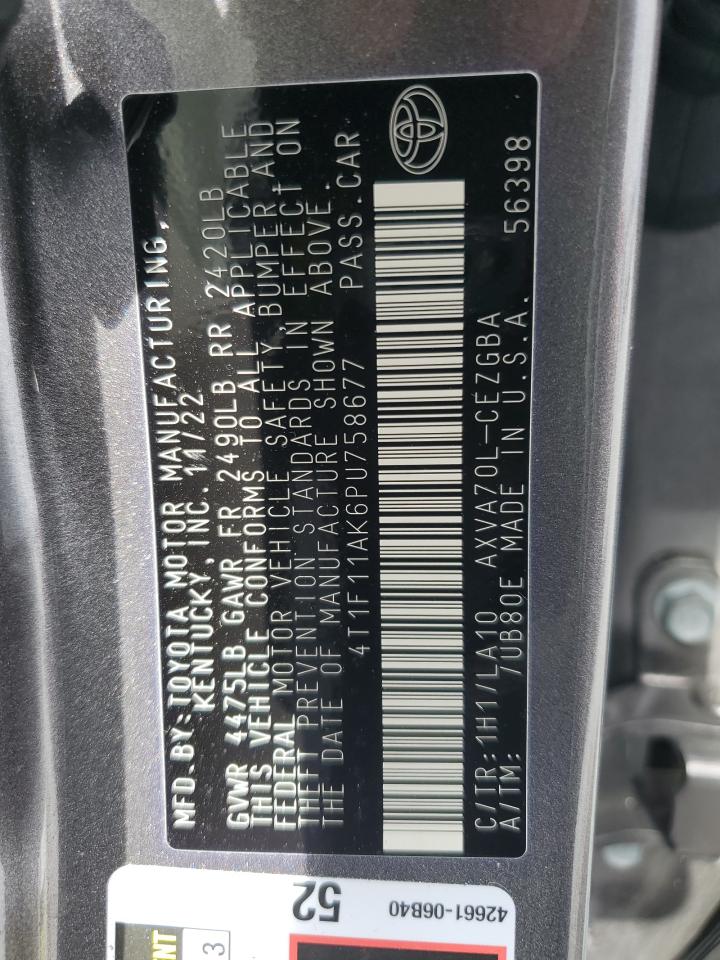 MFD.BY:TOYOTA MOTOR MANUFACTURING,
KENTUCKY,INC. 11/22
GVWR 4475LB GAWR FR 2490LB RR 2420LB
THIS VEHICLE CONFORMS TO ALL APPLICABLE
FEDERAL MOTOR VEHICLE SAFETY,BUMPER AND
THEFT PREVENTION STANDARDS IN EFFECT ON
THE DATE OF MANUFACTURE SHOWN ABOVE.
4T1F11AK6PU758677 PASS.CAR
C/TR:1H1/LA10 AXVA70L-CEZGBA
A/TM: 7UB80E MADE IN U.S.A. 56398
52
42661-06B40
3